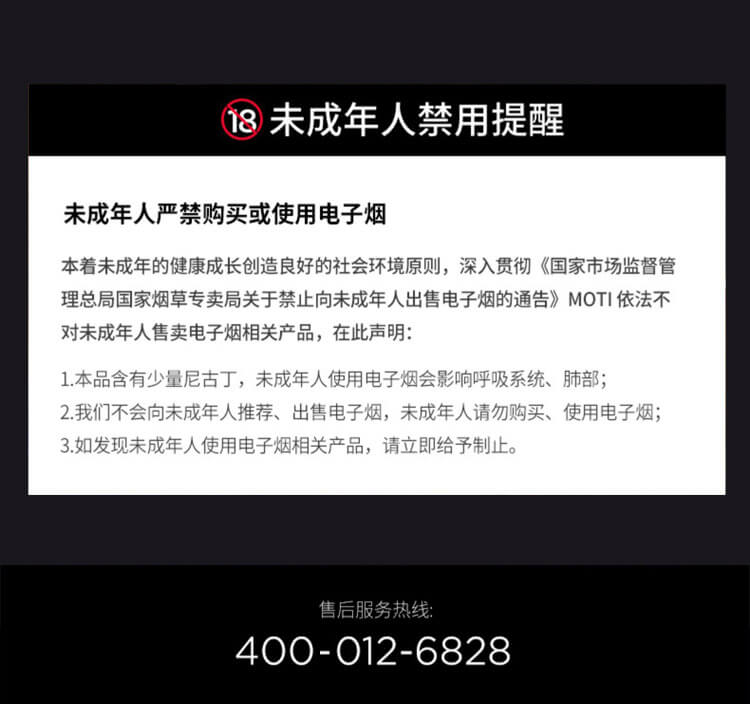 18 未成年人禁用提醒
未成年人严禁购买或使用电子烟
本着未成年的健康成长创造良好的社会环境原则，深入贯彻《国家市场监督管
理总局国家烟草专卖局关于禁止向未成年人出售电子烟的通告》MOTI 依法不
对未成年人售卖电子烟相关产品，在此声明：
1.本品含有少量尼古丁，未成年人使用电子烟会影响呼吸系统、肺部；
2.我们不会向未成年人推荐、出售电子烟，未成年人请勿购买、使用电子烟；
3.如发现未成年人使用电子烟相关产品，请立即给予制止。
售后服务热线:
400-012-6828